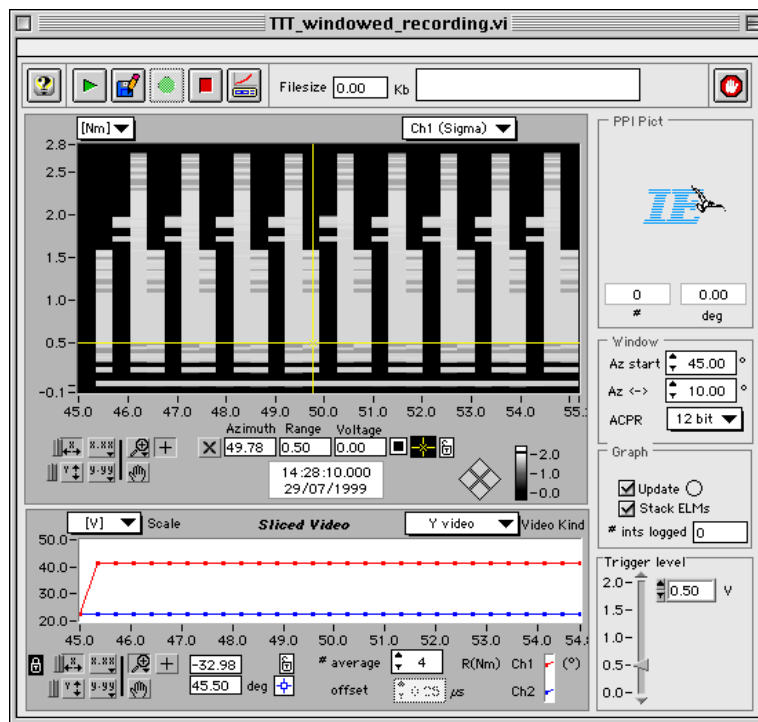 TTT_windowed_recording.vi
Filesize 0.00 Kb
[Nm] Ch1 (Sigma)
2.8
2.5
2.0
1.5
1.0
0.5
-0.1
45.0 46.0 47.0 48.0 49.0 50.0 51.0 52.0 53.0 54.0 55.
Azimuth Range Voltage
X.XX 49.78 0.50 0.00
Y.YY
14:28:10.000
29/07/1999
2.0
1.0
0.0
PPI Pict
IE
0 0.00
# deg
Window
Az start 45.00 °
Az <-> 10.00 °
ACPR 12 bit
Graph
Update
Stack ELMs
# ints logged 0
[V] Scale Sliced Video Y video Video Kind
50.0
40.0
30.0
20.0
45.0 46.0 47.0 48.0 49.0 50.0 51.0 52.0 53.0 54.
X.XX -32.98 # average 4 R(Nm) Ch1 (°)
Y.YY 45.50 deg offset 0.05 µs Ch2
Trigger level
2.0 0.50 V
1.5
1.0
0.5
0.0